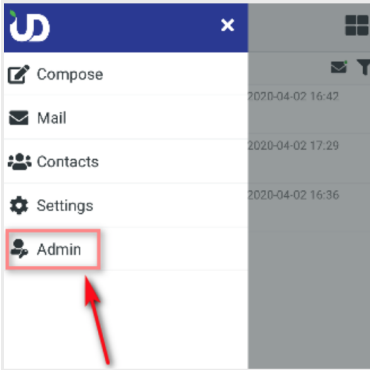 UD
Compose
Mail
2020-04-02 16:42
Contacts
2020-04-02 17:29
Settings
2020-04-02 16:36
Admin